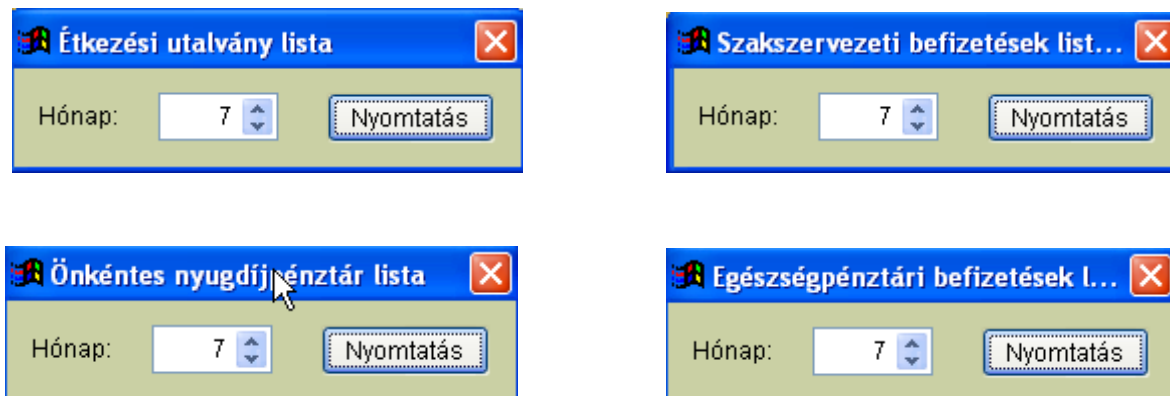 Étkezési utalvány lista
Hónap: 7 Nyomtatás
Szakszervezeti befizetések list...
Hónap: 7 Nyomtatás
Önkéntes nyugdíjpénztár lista
Hónap: 7 Nyomtatás
Egészségpénztári befizetések l...
Hónap: 7 Nyomtatás